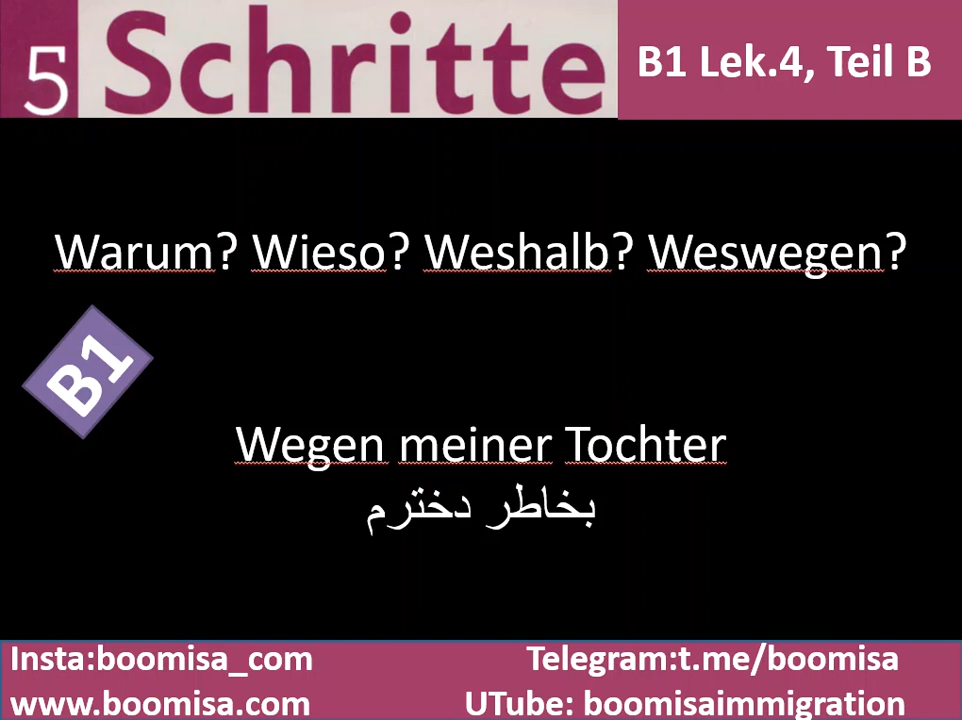 5 Schritte
B1 Lek.4, Teil B
Warum? Wieso? Weshalb? Weswegen?
B1
Wegen meiner Tochter
بخاطر دخترم
Insta:boomisa_com
Telegram:t.me/boomisa
www.boomisa.com
UTube: boomisaimmigration